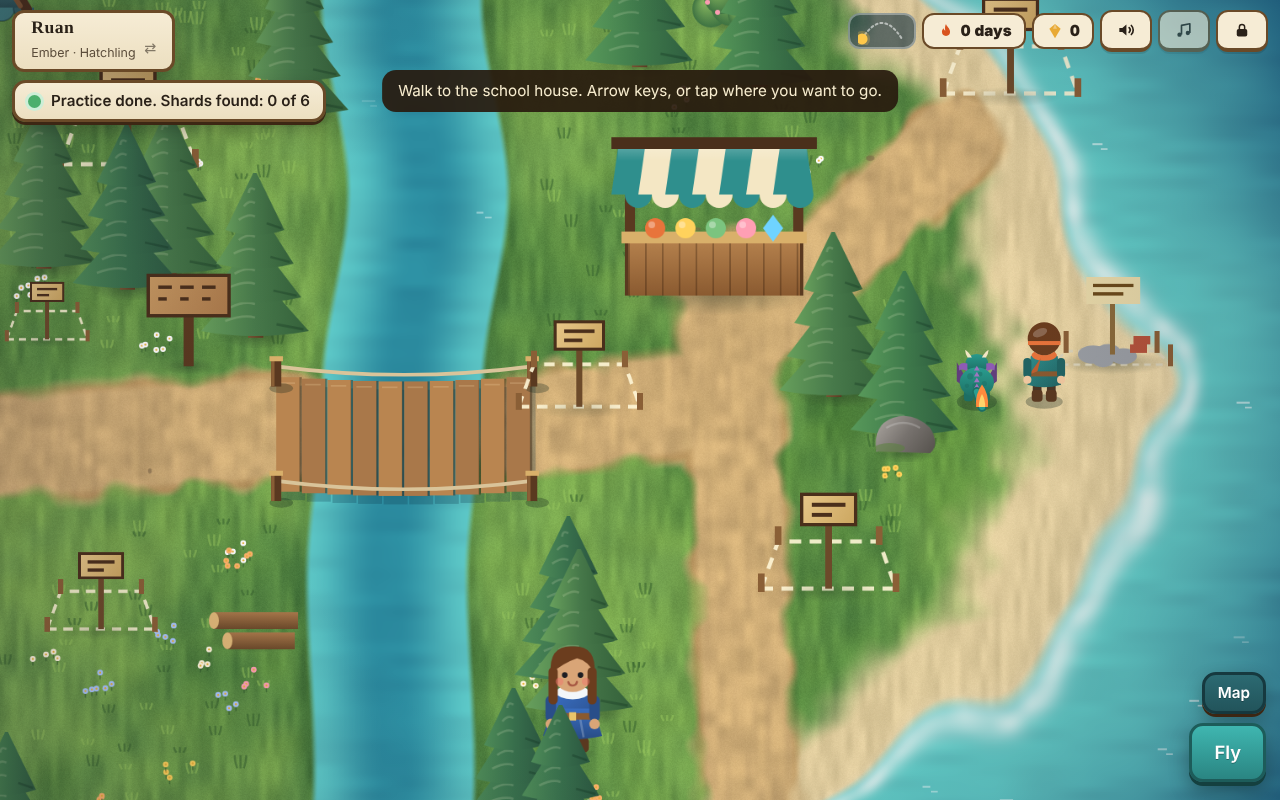 Ruan
Ember · Hatchling
0 days
0
Practice done. Shards found: 0 of 6
Walk to the school house. Arrow keys, or tap where you want to go.
Map
Fly